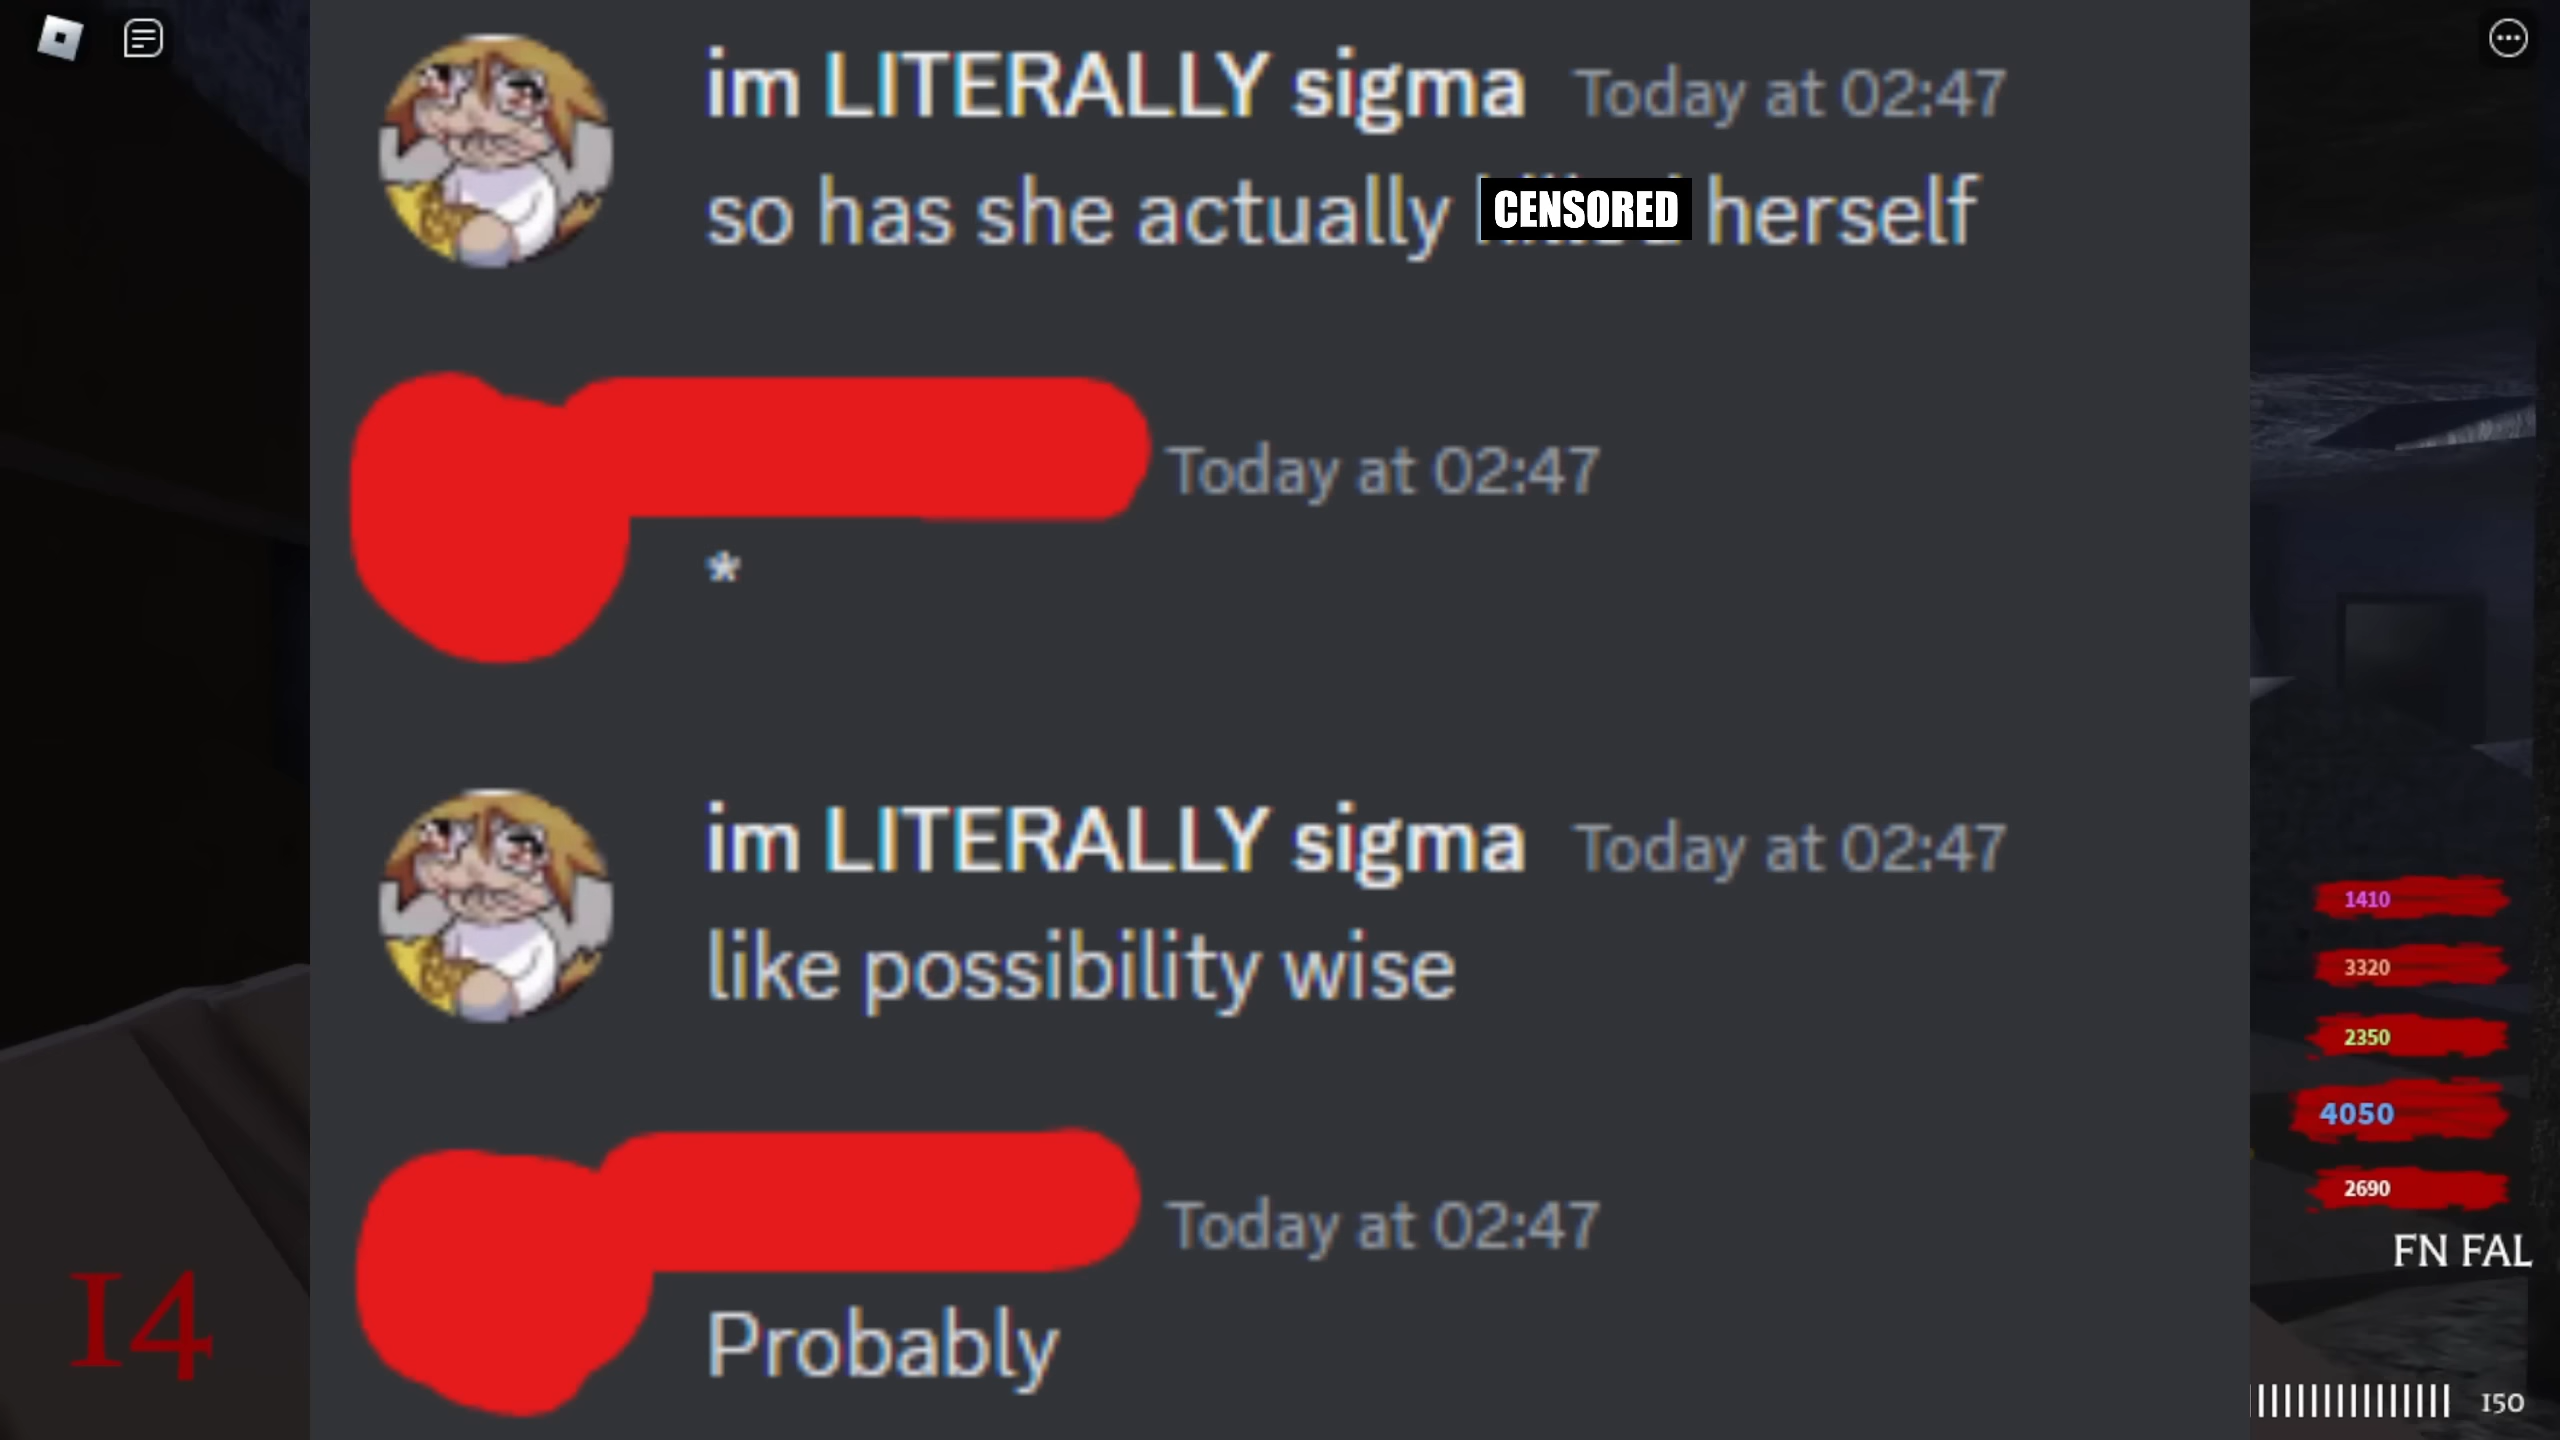 im LITERALLY sigma Today at 02:47
so has she actually CENSORED herself
Today at 02:47
*
im LITERALLY sigma Today at 02:47
like possibility wise
Today at 02:47
Probably
1410
3320
2350
4050
2690
FN FAL
14
150